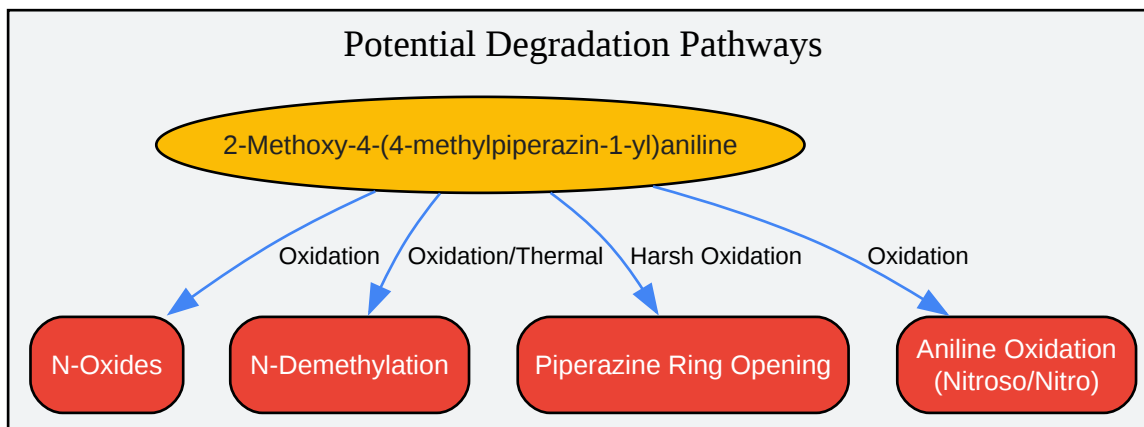 Potential Degradation Pathways
2-Methoxy-4-(4-methylpiperazin-1-yl)aniline
Oxidation
Oxidation/Thermal
Harsh Oxidation
Oxidation
N-Oxides
N-Demethylation
Piperazine Ring Opening
Aniline Oxidation
(Nitroso/Nitro)